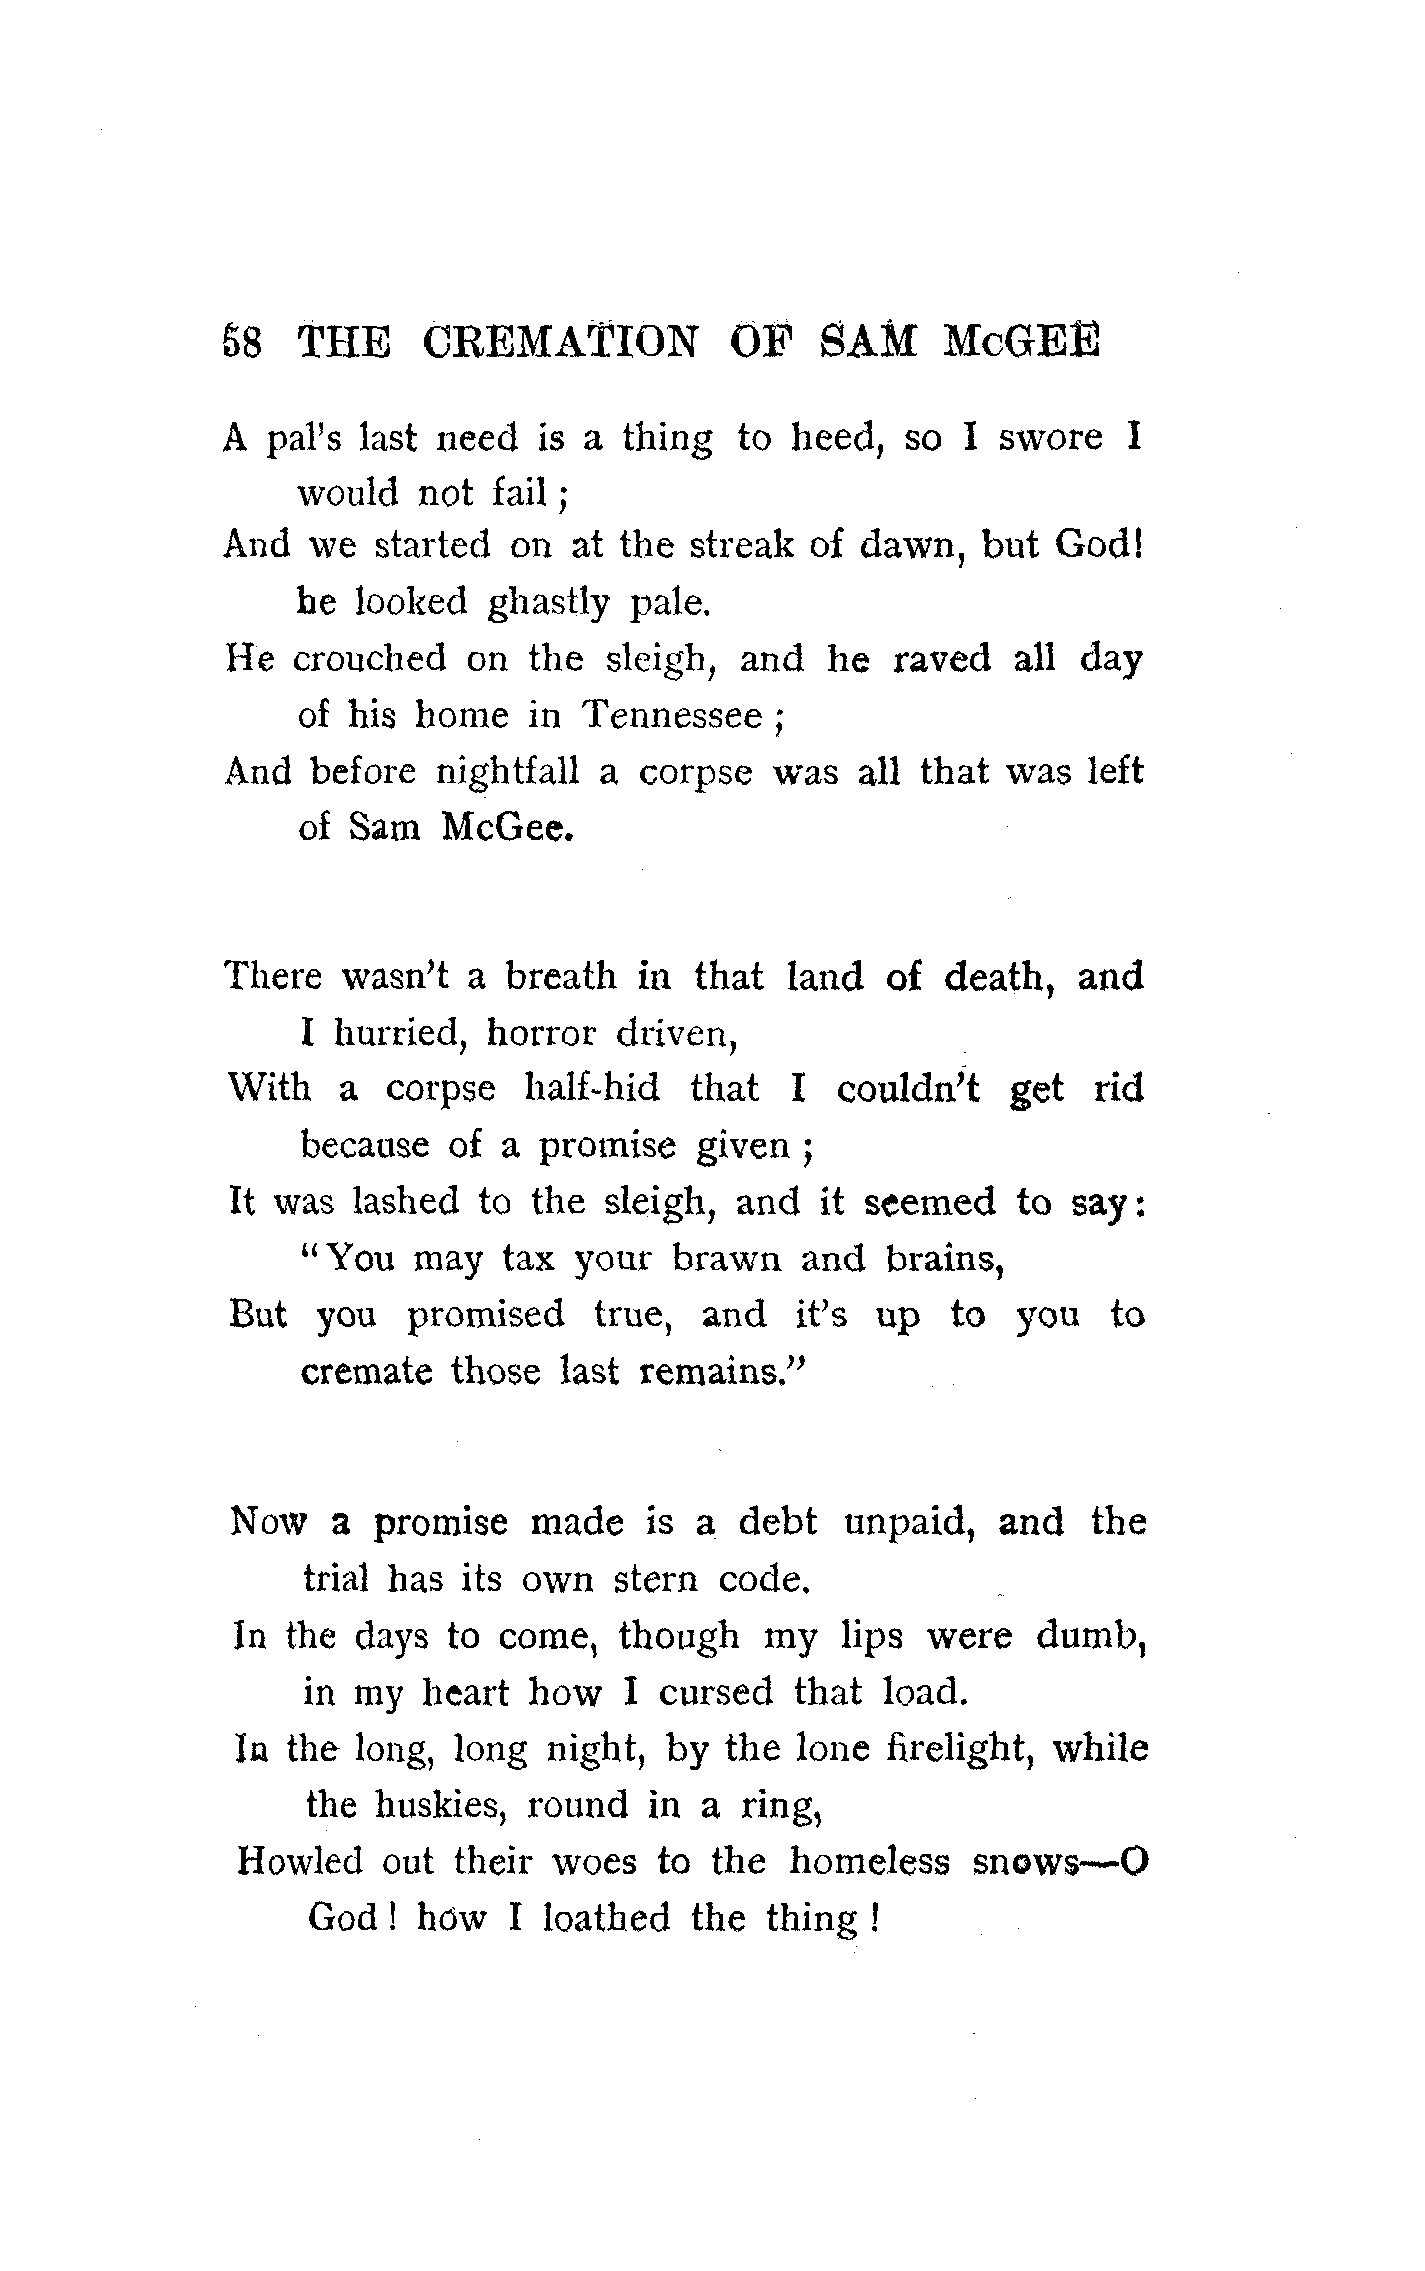 58 THE CREMATION OF SAM McGEE
A pal's last need is a thing to heed, so I swore I
would not fail ;
And we started on at the streak of dawn, but God!
he looked ghastly pale.
He crouched on the sleigh, and he raved all day
of his home in Tennessee ;
And before nightfall a corpse was all that was left
of Sam McGee.
There wasn't a breath in that land of death, and
I hurried, horror driven,
With a corpse half-hid that I couldn't get rid
because of a promise given ;
It was lashed to the sleigh, and it seemed to say:
"You may tax your brawn and brains,
But you promised true, and it's up to you to
cremate those last remains."
Now a promise made is a debt unpaid, and the
trial has its own stern code.
In the days to come, though my lips were dumb,
in my heart how I cursed that load.
In the long, long night, by the lone firelight, while
the huskies, round in a ring,
Howled out their woes to the homeless snows—O
God ! how I loathed the thing !